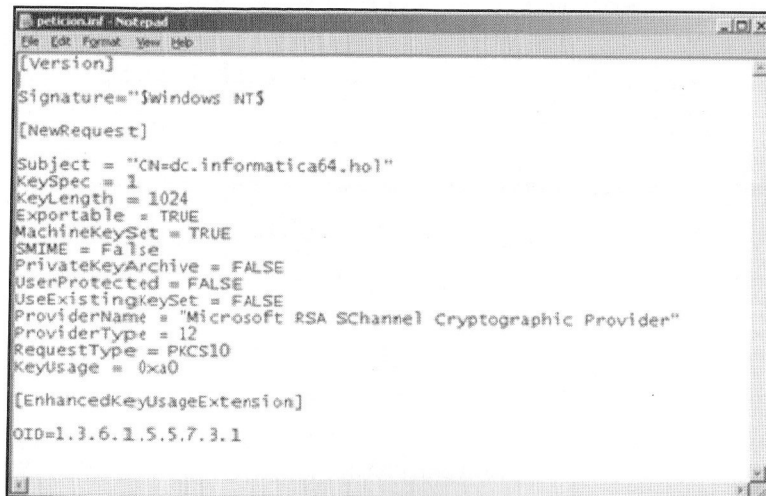 peticion.inf - Notepad
File Edit Format View Help
[Version]
Signature="$Windows NT$
[NewRequest]
Subject = "CN=dc.informatica64.hol"
KeySpec = 1
KeyLength = 1024
Exportable = TRUE
MachineKeySet = TRUE
SMIME = False
PrivateKeyArchive = FALSE
UserProtected = FALSE
UseExistingKeySet = FALSE
ProviderName = "Microsoft RSA SChannel Cryptographic Provider"
ProviderType = 12
RequestType = PKCS10
KeyUsage = 0xa0
[EnhancedKeyUsageExtension]
OID=1.3.6.1.5.5.7.3.1